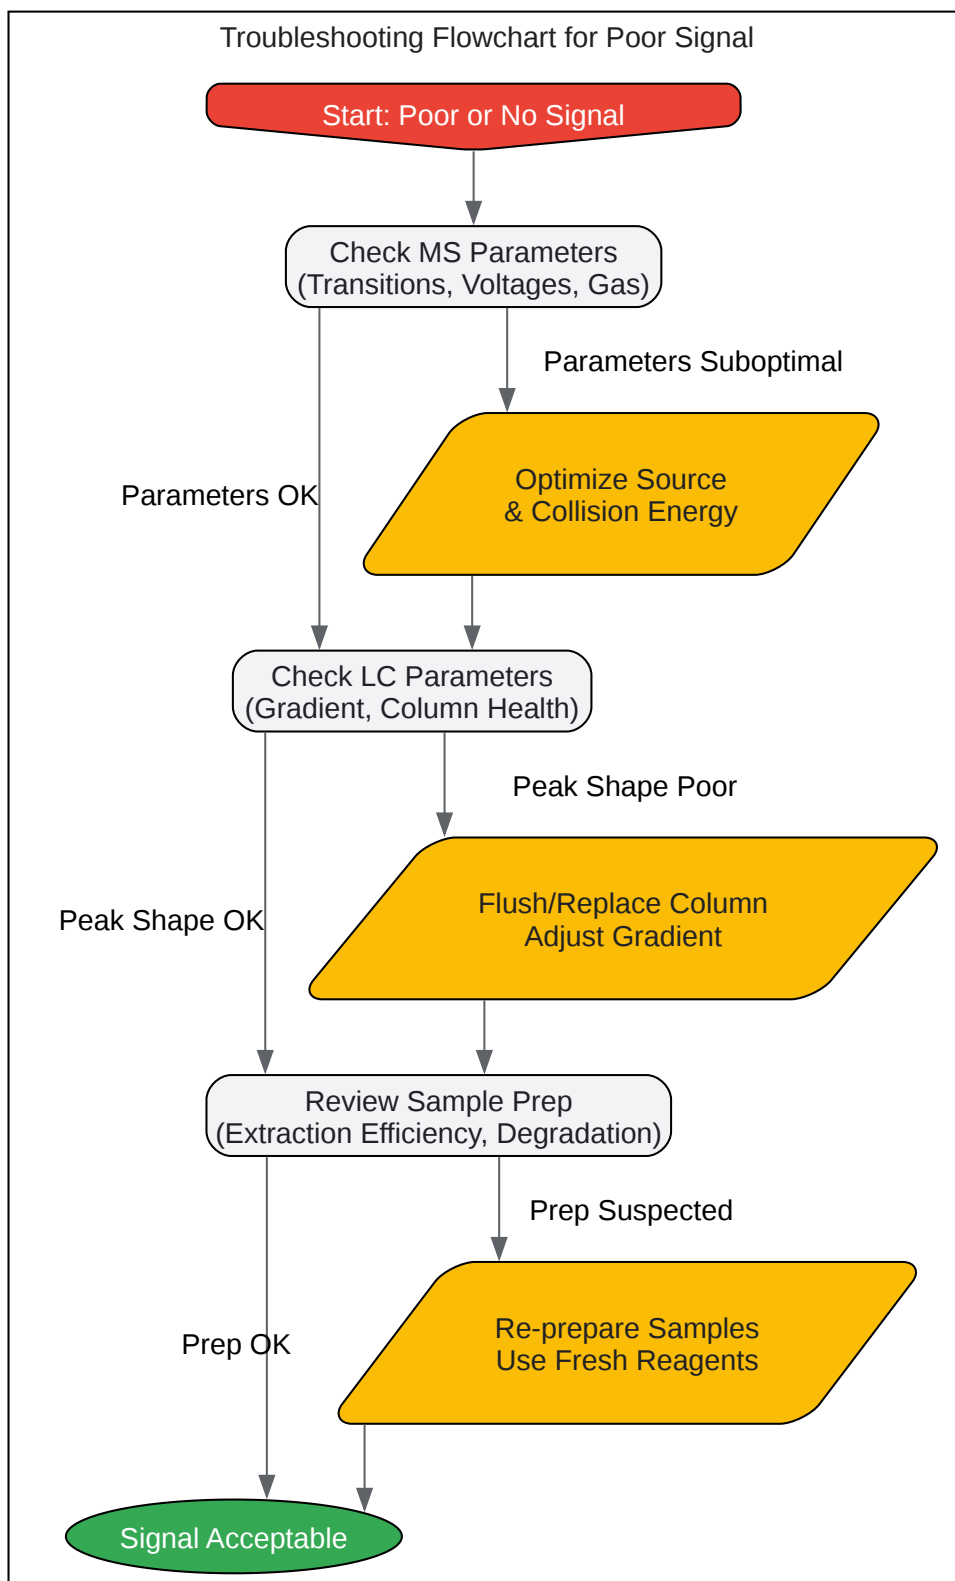 Troubleshooting Flowchart for Poor Signal
Start: Poor or No Signal
Check MS Parameters
(Transitions, Voltages, Gas)
Parameters Suboptimal
Optimize Source
& Collision Energy
Parameters OK
Check LC Parameters
(Gradient, Column Health)
Peak Shape Poor
Flush/Replace Column
Adjust Gradient
Peak Shape OK
Review Sample Prep
(Extraction Efficiency, Degradation)
Prep Suspected
Re-prepare Samples
Use Fresh Reagents
Prep OK
Signal Acceptable